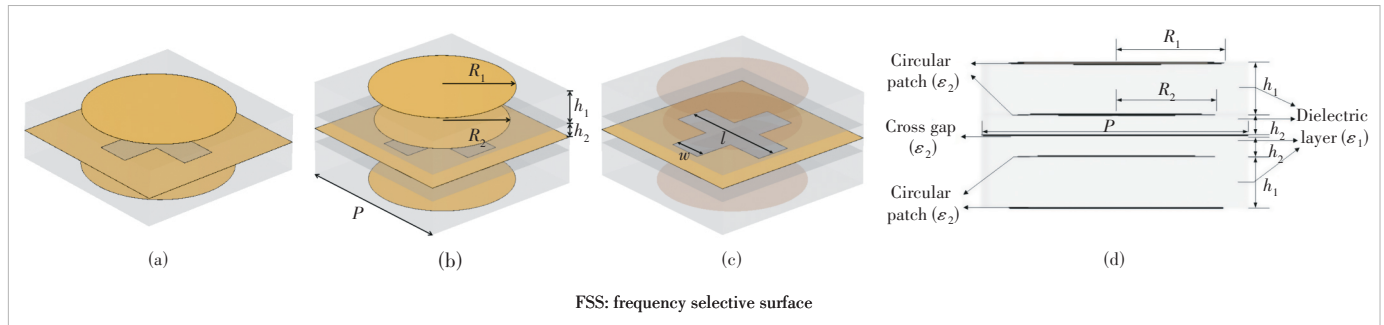 R₁
h₁
h₂
R₂
P
l
w
R₁
Circular
patch (ε₂)
h₁
R₂
Dielectric
layer (ε₁)
P
Cross gap
(ε₂)
h₂
h₂
h₁
Circular
patch (ε₂)
(a)
(b)
(c)
(d)
FSS: frequency selective surface